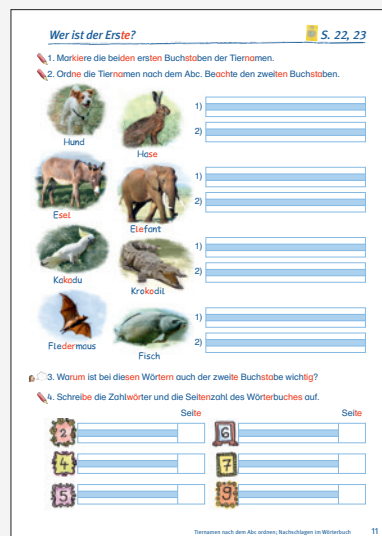 Wer ist der Erste?
S. 22, 23
1. Markiere die beiden ersten Buchstaben der Tiernamen.
2. Ordne die Tiernamen nach dem Abc. Beachte den zweiten Buchstaben.
Hund
Hase
1)
2)
Esel
Elefant
1)
2)
Kakadu
Krokodil
1)
2)
Fledermaus
Fisch
1)
2)
3. Warum ist bei diesen Wörtern auch der zweite Buchstabe wichtig?
4. Schreibe die Zahlwörter und die Seitenzahl des Wörterbuches auf.
Seite Seite
2 6
4 7
5 9
Tiernamen nach dem Abc ordnen; Nachschlagen im Wörterbuch 11